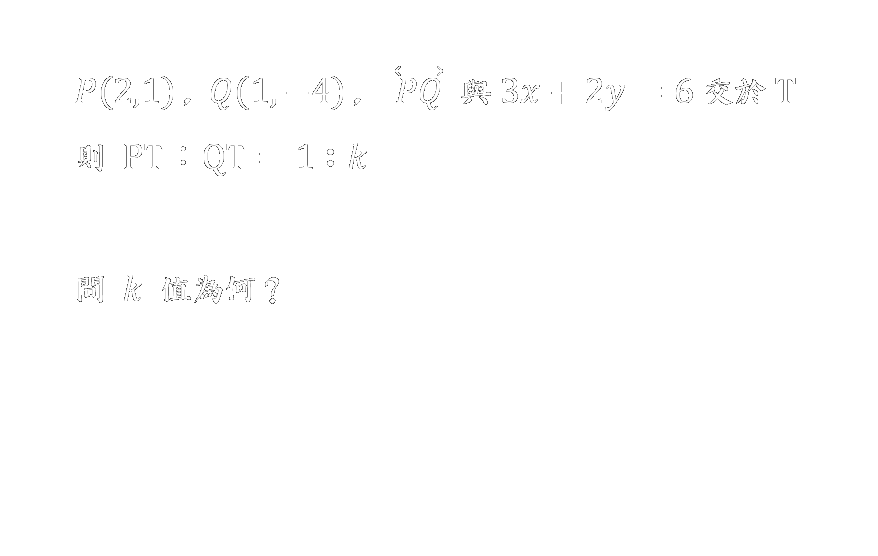 P(2,1)，Q(1,−4)，PQ 與 3x + 2y = 6 交於 T
則 PT：QT = 1：k
問 k 值為何？